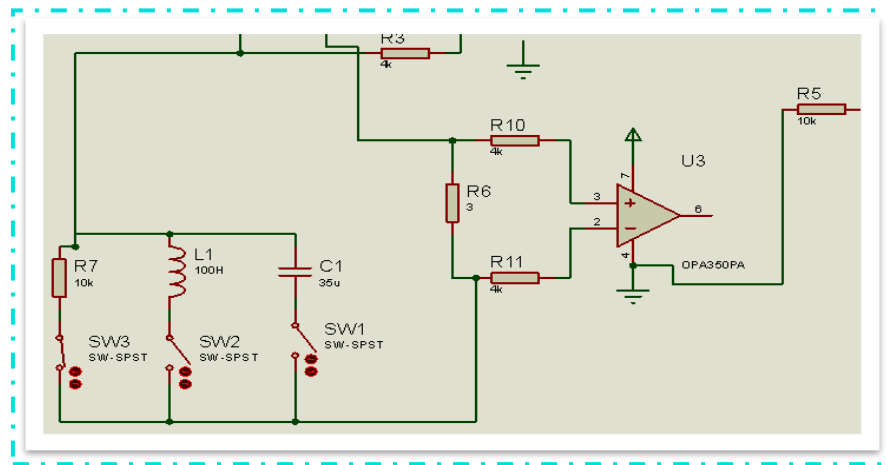 R3
4k
R5
10k
R10
4k
U3
7
R6
3
3
6
2
L1
100H
R7
10k
C1
35u
R11
4k
4
OPA350PA
SW3
SW-SPST
SW2
SW-SPST
SW1
SW-SPST